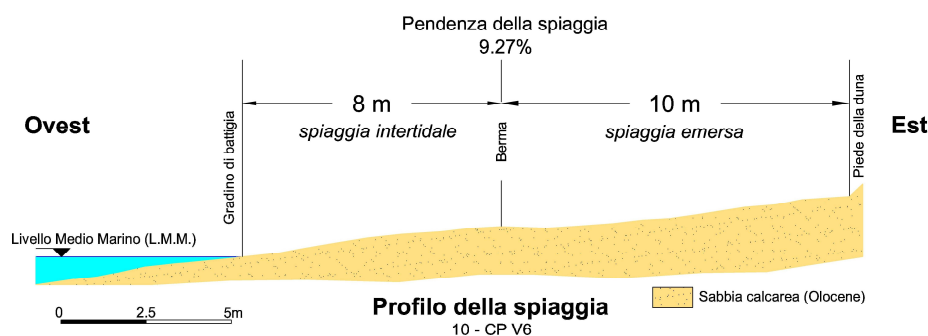 Pendenza della spiaggia
9.27%
8 m
10 m
Ovest
spiaggia intertidale
spiaggia emersa
Est
Gradino di battigia
Berma
Piede della duna
Livello Medio Marino (L.M.M.)
0 2.5 5m
Sabbia calcarea (Olocene)
Profilo della spiaggia
10 - CP V6